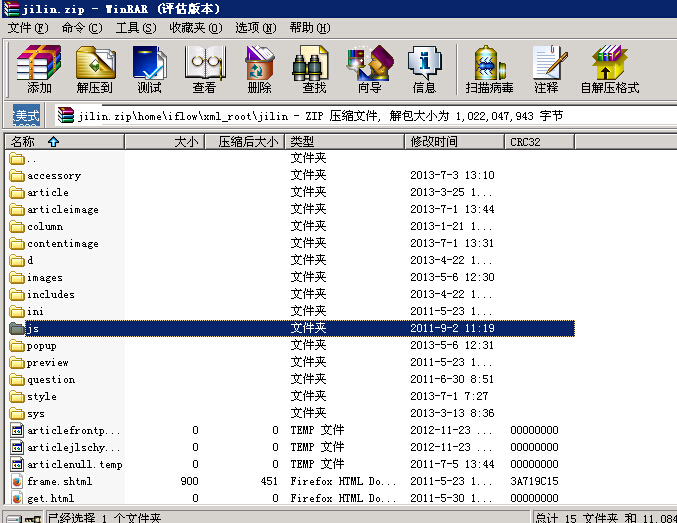 jilin.zip - WinRAR (评估版本)
文件(F) 命令(C) 工具(S) 收藏夹(O) 选项(N) 帮助(H)
添加 解压到 测试 查看 删除 查找 向导 信息 扫描病毒 注释 自解压格式
美式 jilin.zip\home\iflow\xml_root\jilin - ZIP 压缩文件, 解包大小为 1,022,047,943 字节
名称 大小 压缩后大小 类型 修改时间 CRC32
.. 文件夹
accessory 文件夹 2013-7-3 13:10
article 文件夹 2013-3-25 1...
articleimage 文件夹 2013-7-1 13:44
column 文件夹 2013-1-21 1...
contentimage 文件夹 2013-7-1 13:31
d 文件夹 2013-4-22 1...
images 文件夹 2013-5-6 12:30
includes 文件夹 2013-4-22 1...
ini 文件夹 2011-5-23 1...
js 文件夹 2011-9-2 11:19
popup 文件夹 2013-5-6 12:31
preview 文件夹 2011-5-23 1...
question 文件夹 2011-6-30 8:51
style 文件夹 2013-7-1 7:27
sys 文件夹 2013-3-13 8:36
articlefrontp... 0 0 TEMP 文件 2012-11-23 ... 00000000
articlejlschy... 0 0 TEMP 文件 2012-11-23 ... 00000000
articlenull.temp 0 0 TEMP 文件 2011-7-5 13:44 00000000
frame.shtml 900 451 Firefox HTML Do... 2011-5-23 1... 3A719C15
get.html 0 0 Firefox HTML Do... 2011-5-30 1... 00000000
已经选择 1 个文件夹 总计 15 文件夹 和 11,084